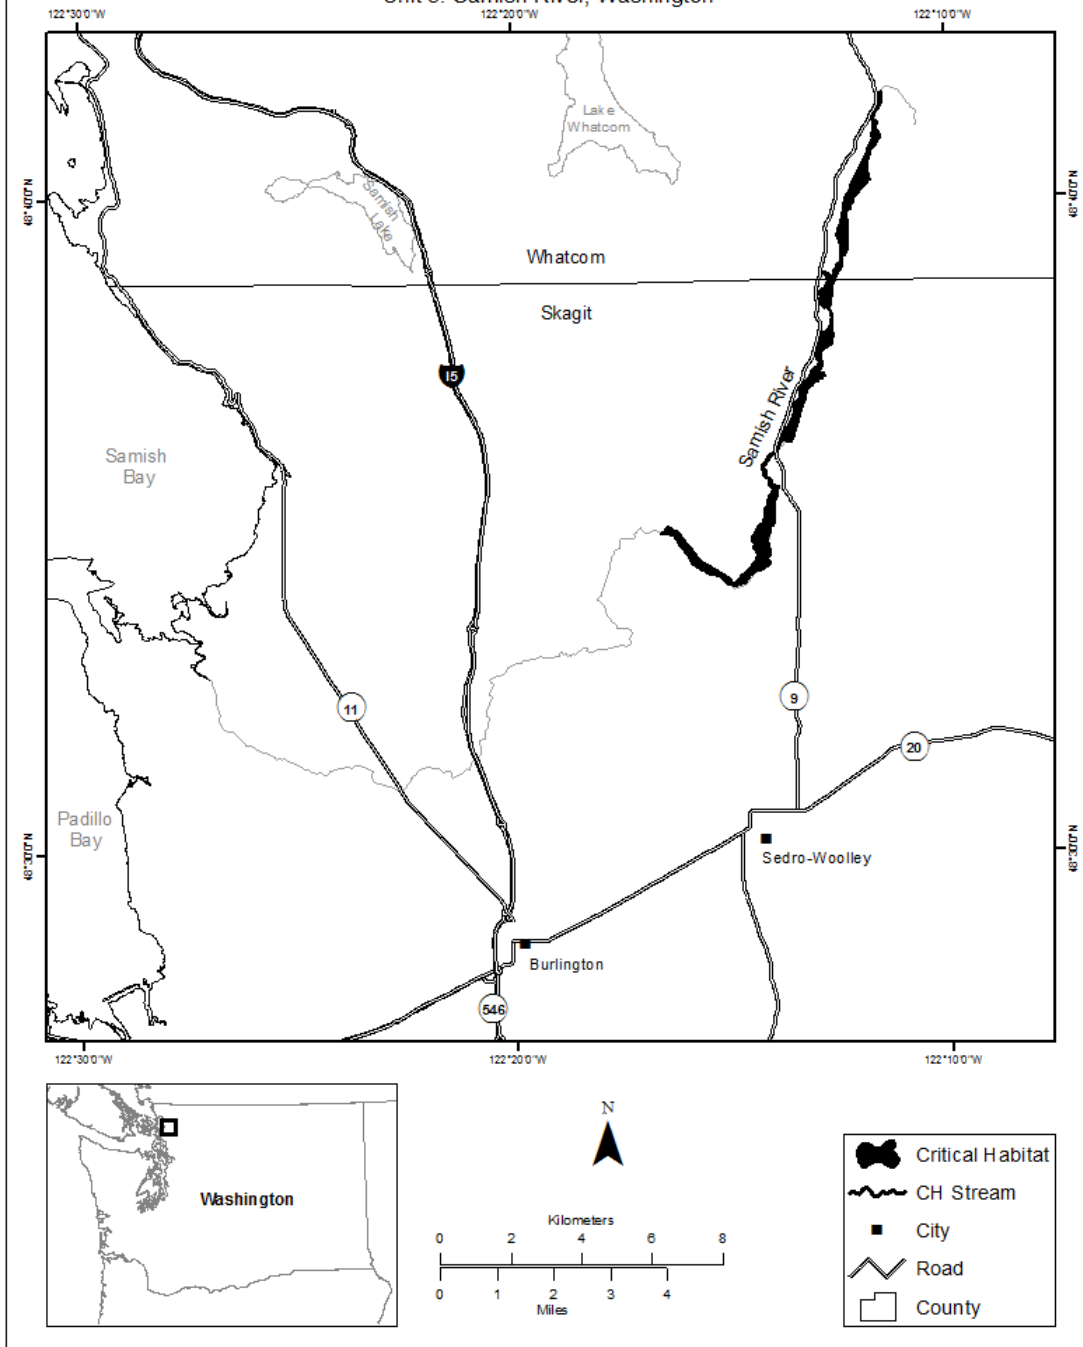 122°30'0"W 122°20'0"W 122°10'0"W
Lake
Whatcom
Samish
Lake
48°40'0"N 48°40'0"N
Whatcom
Skagit
I5
Samish River
Samish
Bay
9
11
20
Padillo
Bay
48°30'0"N 48°30'0"N
Sedro-Woolley
Burlington
546
122°30'0"W 122°20'0"W 122°10'0"W
Washington
N
Kilometers
0 2 4 6 8
0 1 2 3 4
Miles
Critical Habitat
CH Stream
City
Road
County